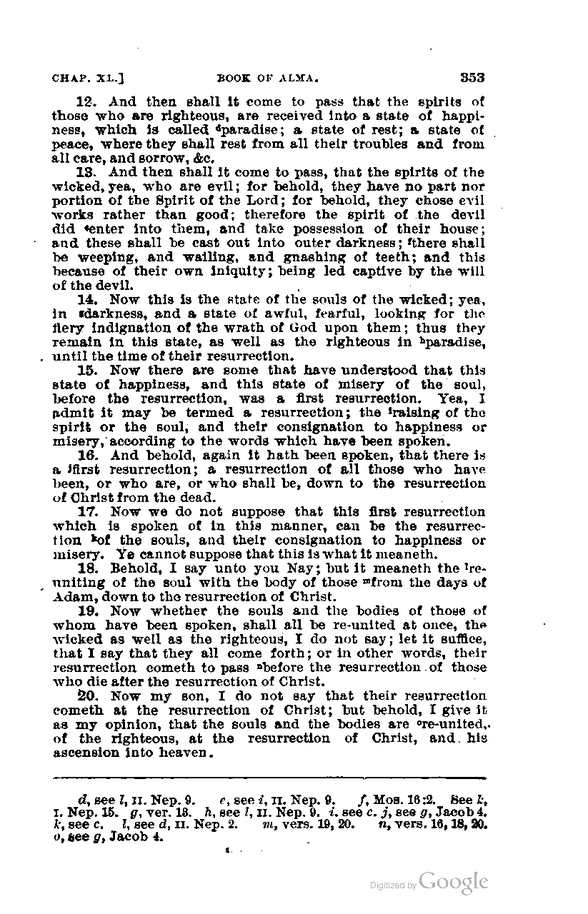 CHAP. XL.] BOOK OF ALMA. 353
12. And then shall it come to pass that the spirits of
those who are righteous, are received into a state of happi-
ness, which is called ᵈparadise; a state of rest; a state of
peace, where they shall rest from all their troubles and from
all care, and sorrow, &c.
13. And then shall it come to pass, that the spirits of the
wicked, yea, who are evil; for behold, they have no part nor
portion of the Spirit of the Lord; for behold, they chose evil
works rather than good; therefore the spirit of the devil
did ᵉenter into them, and take possession of their house;
and these shall be cast out into outer darkness; ᶠthere shall
be weeping, and wailing, and gnashing of teeth; and this
because of their own iniquity; being led captive by the will
of the devil.
14. Now this is the state of the souls of the wicked; yea,
in ᵍdarkness, and a state of awful, fearful, looking for the
fiery indignation of the wrath of God upon them; thus they
remain in this state, as well as the righteous in ʰparadise,
until the time of their resurrection.
15. Now there are some that have understood that this
state of happiness, and this state of misery of the soul,
before the resurrection, was a first resurrection. Yea, I
admit it may be termed a resurrection; the ⁱraising of the
spirit or the soul, and their consignation to happiness or
misery, according to the words which have been spoken.
16. And behold, again it hath been spoken, that there is
a ʲfirst resurrection; a resurrection of all those who have
been, or who are, or who shall be, down to the resurrection
of Christ from the dead.
17. Now we do not suppose that this first resurrection
which is spoken of in this manner, can be the resurrec-
tion ᵏof the souls, and their consignation to happiness or
misery. Ye cannot suppose that this is what it meaneth.
18. Behold, I say unto you Nay; but it meaneth the ˡre-
uniting of the soul with the body of those ᵐfrom the days of
Adam, down to the resurrection of Christ.
19. Now whether the souls and the bodies of those of
whom have been spoken, shall all be re-united at once, the
wicked as well as the righteous, I do not say; let it suffice,
that I say that they all come forth; or in other words, their
resurrection cometh to pass ⁿbefore the resurrection of those
who die after the resurrection of Christ.
20. Now my son, I do not say that their resurrection
cometh at the resurrection of Christ; but behold, I give it
as my opinion, that the souls and the bodies are ᵒre-united,
of the righteous, at the resurrection of Christ, and his
ascension into heaven.
d, see l, II. Nep. 9. e, see i, II. Nep. 9. f, Mos. 16:2. See k,
I. Nep. 15. g, ver. 13. h, see l, II. Nep. 9. i, see c. j, see g, Jacob 4.
k, see c. l, see d, II. Nep. 2. m, vers. 19, 20. n, vers. 16, 18, 20.
o, see g, Jacob 4.
Digitized by Google